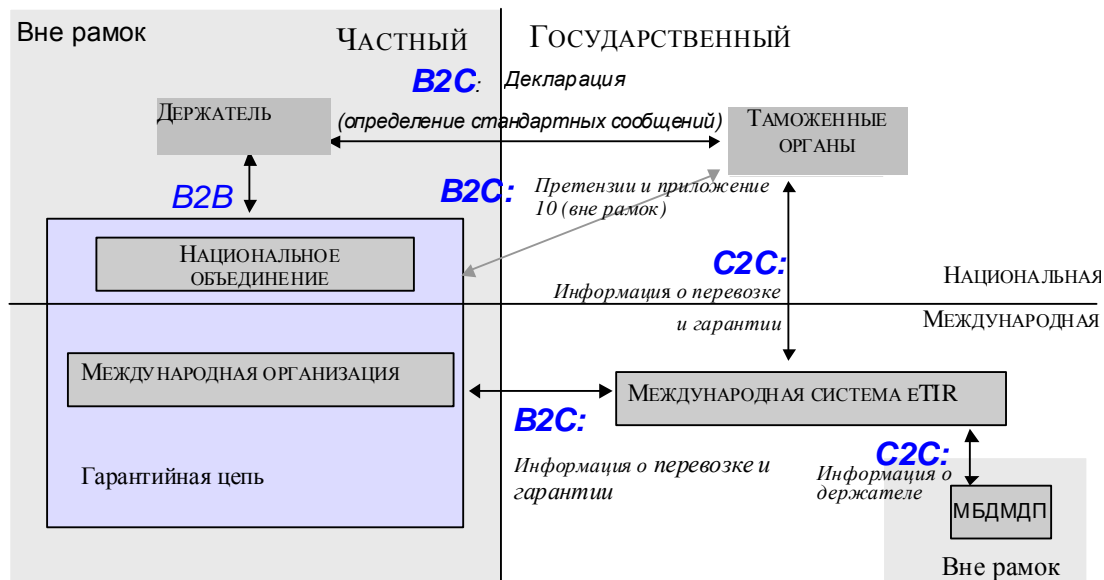 Вне рамок
ЧАСТНЫЙ
ГОСУДАРСТВЕННЫЙ
B2C: Декларация
ДЕРЖАТЕЛЬ
(определение стандартных сообщений)
ТАМОЖЕННЫЕ
ОРГАНЫ
B2B
B2C: Претензии и приложение
10 (вне рамок)
НАЦИОНАЛЬНОЕ
ОБЪЕДИНЕНИЕ
C2C:
Информация о перевозке
и гарантии
НАЦИОНАЛЬНАЯ
МЕЖДУНАРОДНАЯ
МЕЖДУНАРОДНАЯ ОРГАНИЗАЦИЯ
МЕЖДУНАРОДНАЯ СИСТЕМА eTIR
B2C:
Информация о перевозке и
гарантии
C2C:
Информация о
держателе
Гарантийная цепь
МБДМДП
Вне рамок